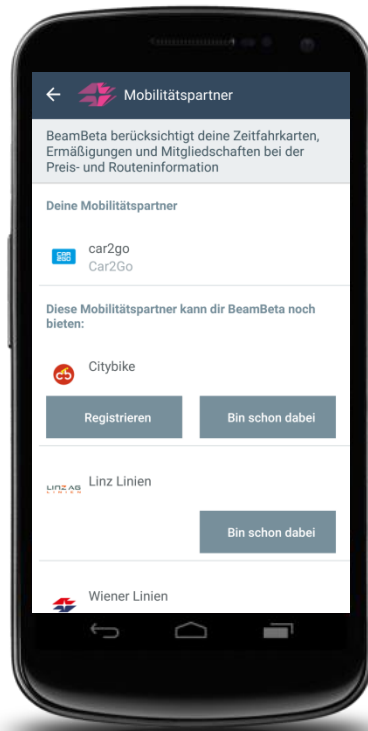 Mobilitätspartner
BeamBeta berücksichtigt deine Zeitfahrkarten,
Ermäßigungen und Mitgliedschaften bei der
Preis- und Routeninformation
Deine Mobilitätspartner
CAR2GO
car2go
Car2Go
Diese Mobilitätspartner kann dir BeamBeta noch
bieten:
Citybike
Registrieren Bin schon dabei
LINZ AG
LINIEN
Linz Linien
Bin schon dabei
Wiener Linien